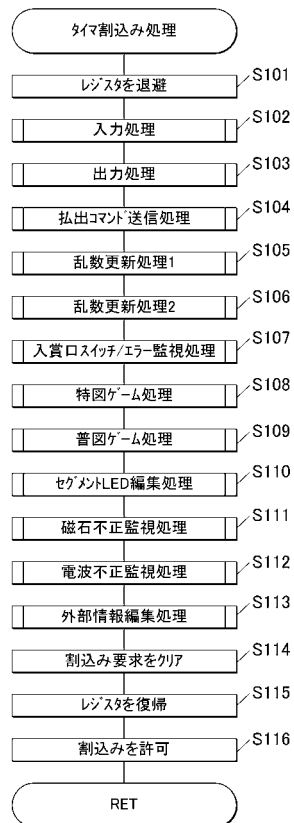 タイマ割込み処理
レジスタを退避
S101
入力処理
S102
出力処理
S103
払出コマンド送信処理
S104
乱数更新処理1
S105
乱数更新処理2
S106
入賞口スイッチ/エラー監視処理
S107
特図ゲーム処理
S108
普図ゲーム処理
S109
セグメントLED編集処理
S110
磁石不正監視処理
S111
電波不正監視処理
S112
外部情報編集処理
S113
割込み要求をクリア
S114
レジスタを復帰
S115
割込みを許可
S116
RET